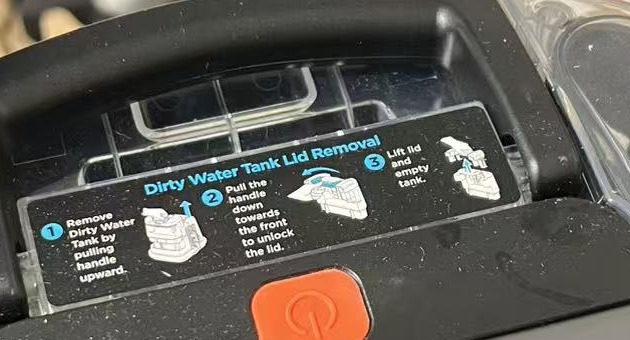 Dirty Water Tank Lid Removal
1 Remove
Dirty Water
Tank by
pulling
handle
upward.
2 Pull the
handle
down
towards
the front
to unlock
the lid.
3 Lift lid
and
empty
tank.